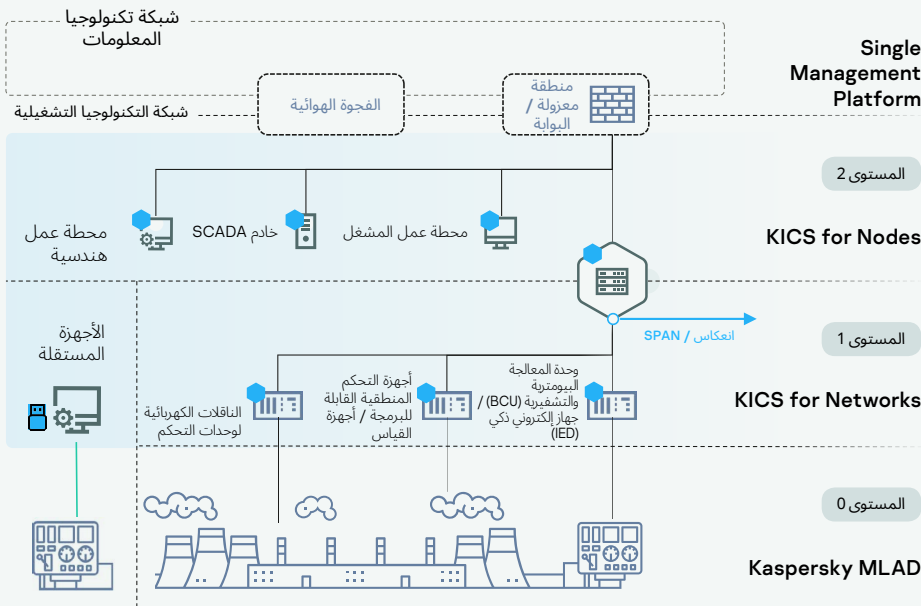 شبكة تكنولوجيا
المعلومات
Single
Management
Platform
الفجوة الهوائية
منطقة
معزولة /
البوابة
شبكة التكنولوجيا التشغيلية
المستوى 2
محطة عمل
هندسية
خادم SCADA
محطة عمل المشغل
KICS for Nodes
الأجهزة
المستقلة
انعكاس / SPAN
المستوى 1
KICS for Networks
الناقلات الكهربائية
لوحدات التحكم
أجهزة التحكم
المنطقية القابلة
للبرمجة / أجهزة
القياس
وحدة المعالجة
البيومترية
والتشفيرية (BCU) /
جهاز إلكتروني ذكي
(IED)
المستوى 0
Kaspersky MLAD